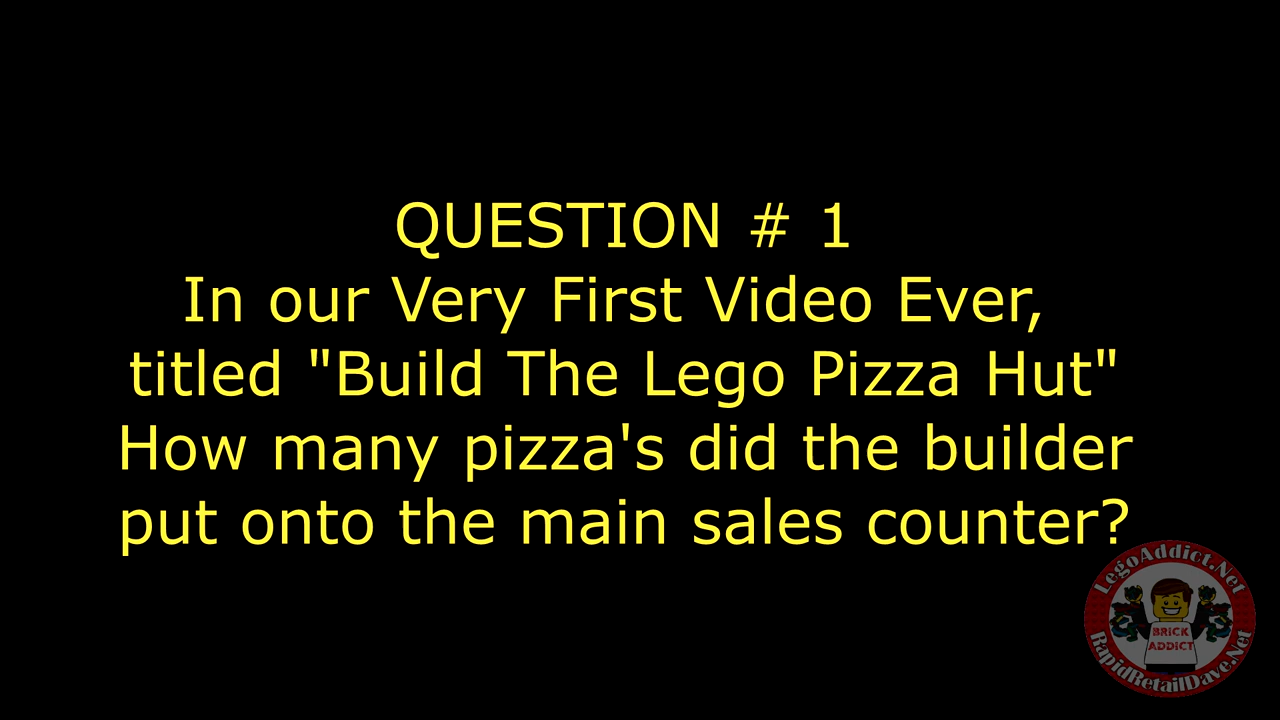 QUESTION # 1
In our Very First Video Ever,
titled "Build The Lego Pizza Hut"
How many pizza's did the builder
put onto the main sales counter?
LegoAddict.Net
BRICK
ADDICT
RapidRetailDave.Net